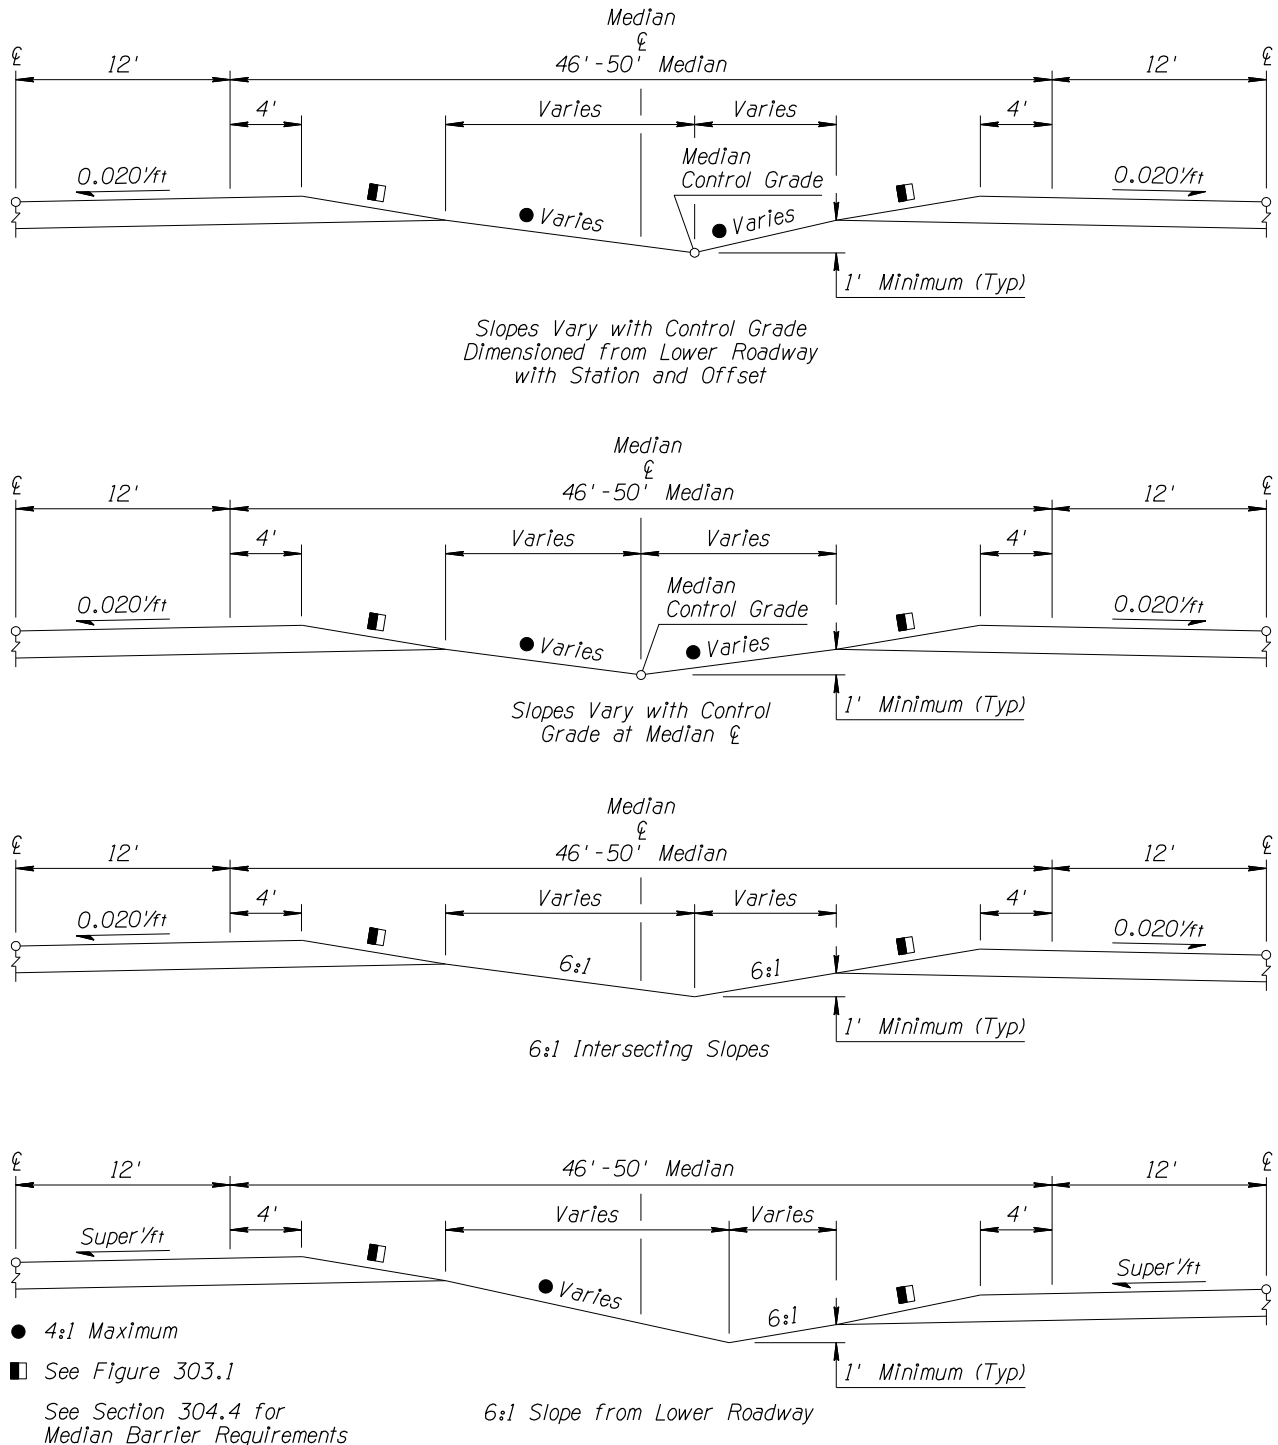 Median
℄
℄ 12' 46'-50' Median 12' ℄
4' Varies Varies 4'
Median
Control Grade
0.020'/ft 0.020'/ft
● Varies ● Varies
1' Minimum (Typ)
Slopes Vary with Control Grade
Dimensioned from Lower Roadway
with Station and Offset
Median
℄
℄ 12' 46'-50' Median 12' ℄
4' Varies Varies 4'
Median
Control Grade
0.020'/ft 0.020'/ft
● Varies ● Varies
1' Minimum (Typ)
Slopes Vary with Control
Grade at Median ℄
Median
℄
℄ 12' 46'-50' Median 12' ℄
4' Varies Varies 4'
0.020'/ft 0.020'/ft
6:1 6:1
1' Minimum (Typ)
6:1 Intersecting Slopes
℄ 12' 46'-50' Median 12' ℄
4' Varies Varies 4'
Super'/ft Super'/ft
● Varies 6:1
1' Minimum (Typ)
● 4:1 Maximum
See Figure 303.1
See Section 304.4 for
Median Barrier Requirements
6:1 Slope from Lower Roadway